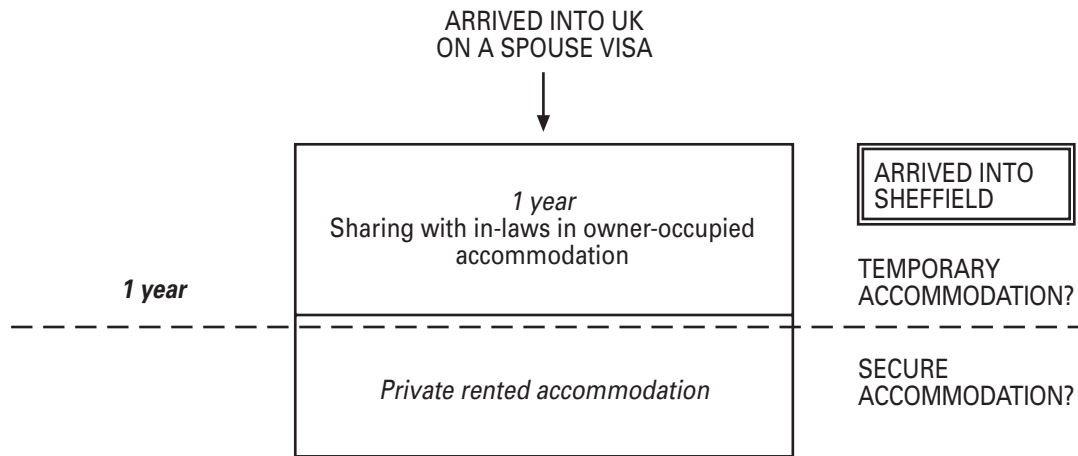 ARRIVED INTO UK
ON A SPOUSE VISA
1 year
Sharing with in-laws in owner-occupied
accommodation
ARRIVED INTO
SHEFFIELD
1 year
TEMPORARY
ACCOMMODATION?
Private rented accommodation
SECURE
ACCOMMODATION?